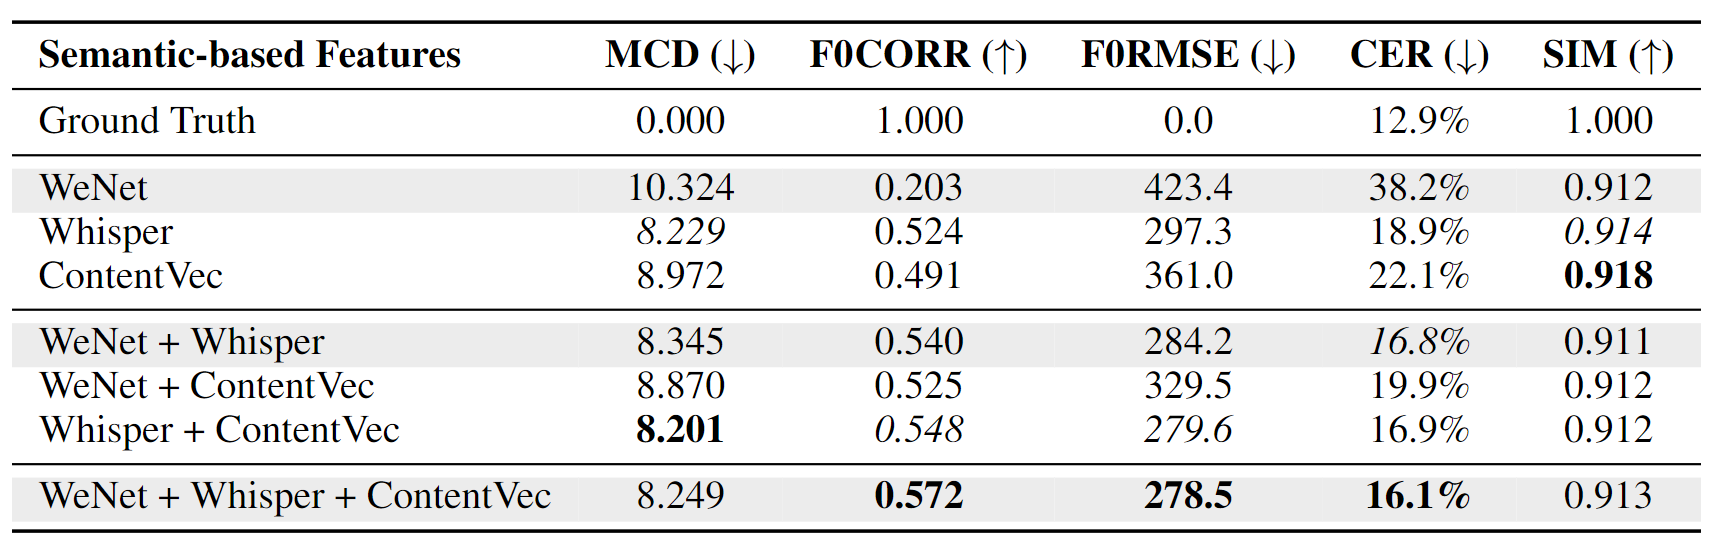 Semantic-based Features MCD (↓) F0CORR (↑) F0RMSE (↓) CER (↓) SIM (↑)
Ground Truth 0.000 1.000 0.0 12.9% 1.000
WeNet 10.324 0.203 423.4 38.2% 0.912
Whisper 8.229 0.524 297.3 18.9% 0.914
ContentVec 8.972 0.491 361.0 22.1% 0.918
WeNet + Whisper 8.345 0.540 284.2 16.8% 0.911
WeNet + ContentVec 8.870 0.525 329.5 19.9% 0.912
Whisper + ContentVec 8.201 0.548 279.6 16.9% 0.912
WeNet + Whisper + ContentVec 8.249 0.572 278.5 16.1% 0.913